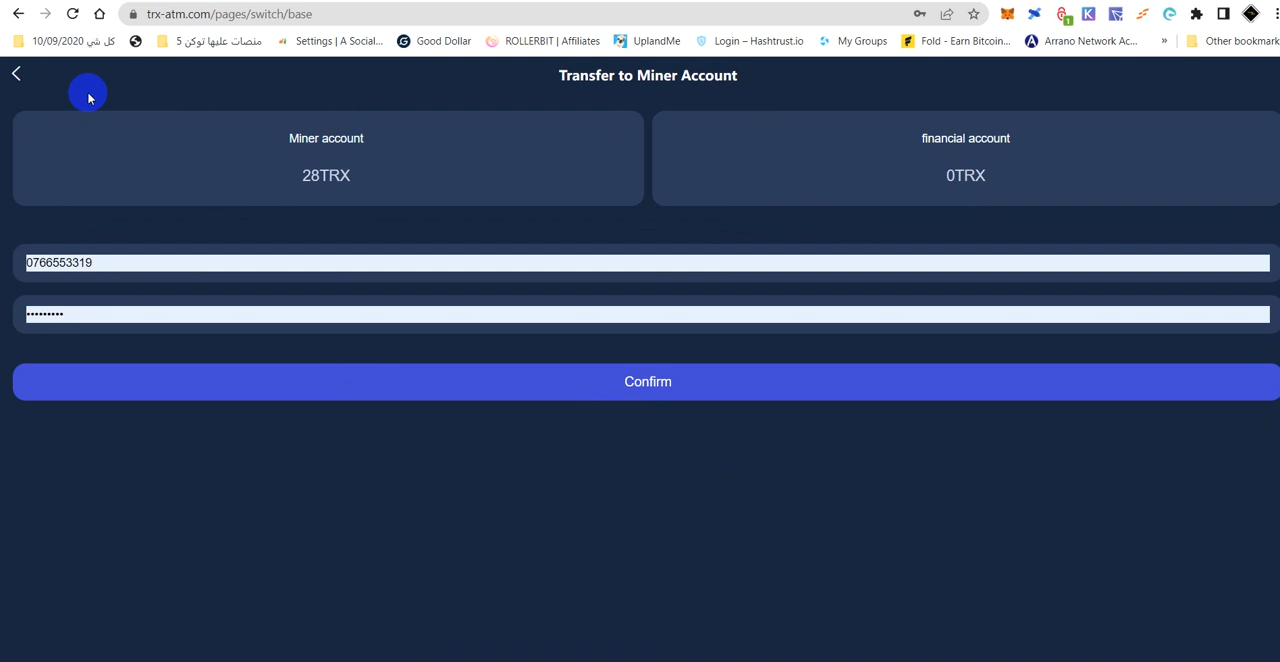 trx-atm.com/pages/switch/base
كل شي 10/09/2020
منصات عليها توكن 5
Settings | A Social...
Good Dollar
ROLLERBIT | Affiliates
UplandMe
Login – Hashtrust.io
My Groups
Fold - Earn Bitcoin...
Arrano Network Ac...
»
Other bookmark
Transfer to Miner Account
Miner account
financial account
28TRX
0TRX
0766553319
•••••••••
Confirm